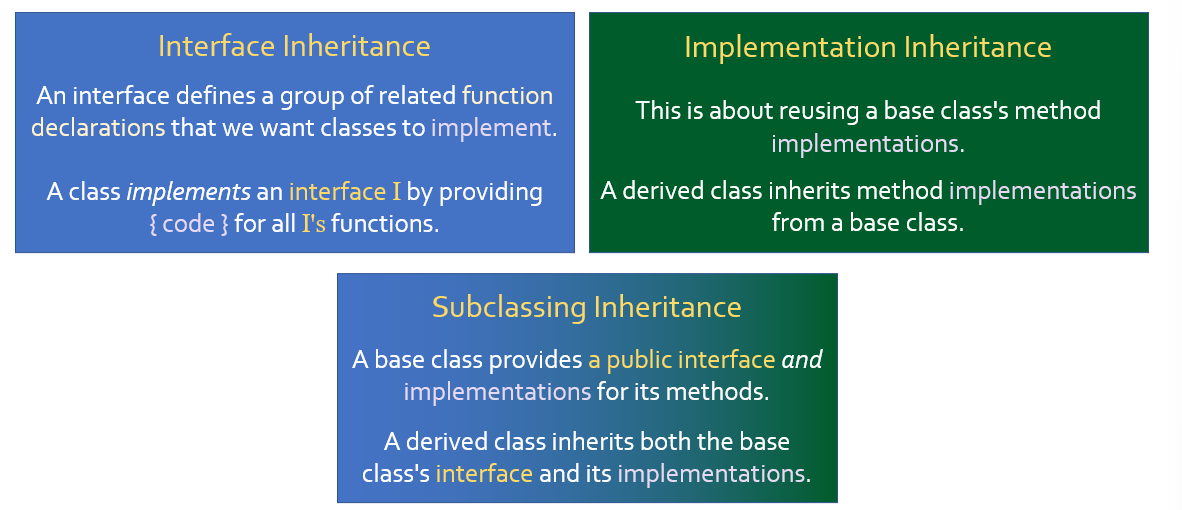 Interface Inheritance
An interface defines a group of related function
declarations that we want classes to implement.
A class implements an interface I by providing
{ code } for all I's functions.
Implementation Inheritance
This is about reusing a base class's method
implementations.
A derived class inherits method implementations
from a base class.
Subclassing Inheritance
A base class provides a public interface and
implementations for its methods.
A derived class inherits both the base
class's interface and its implementations.